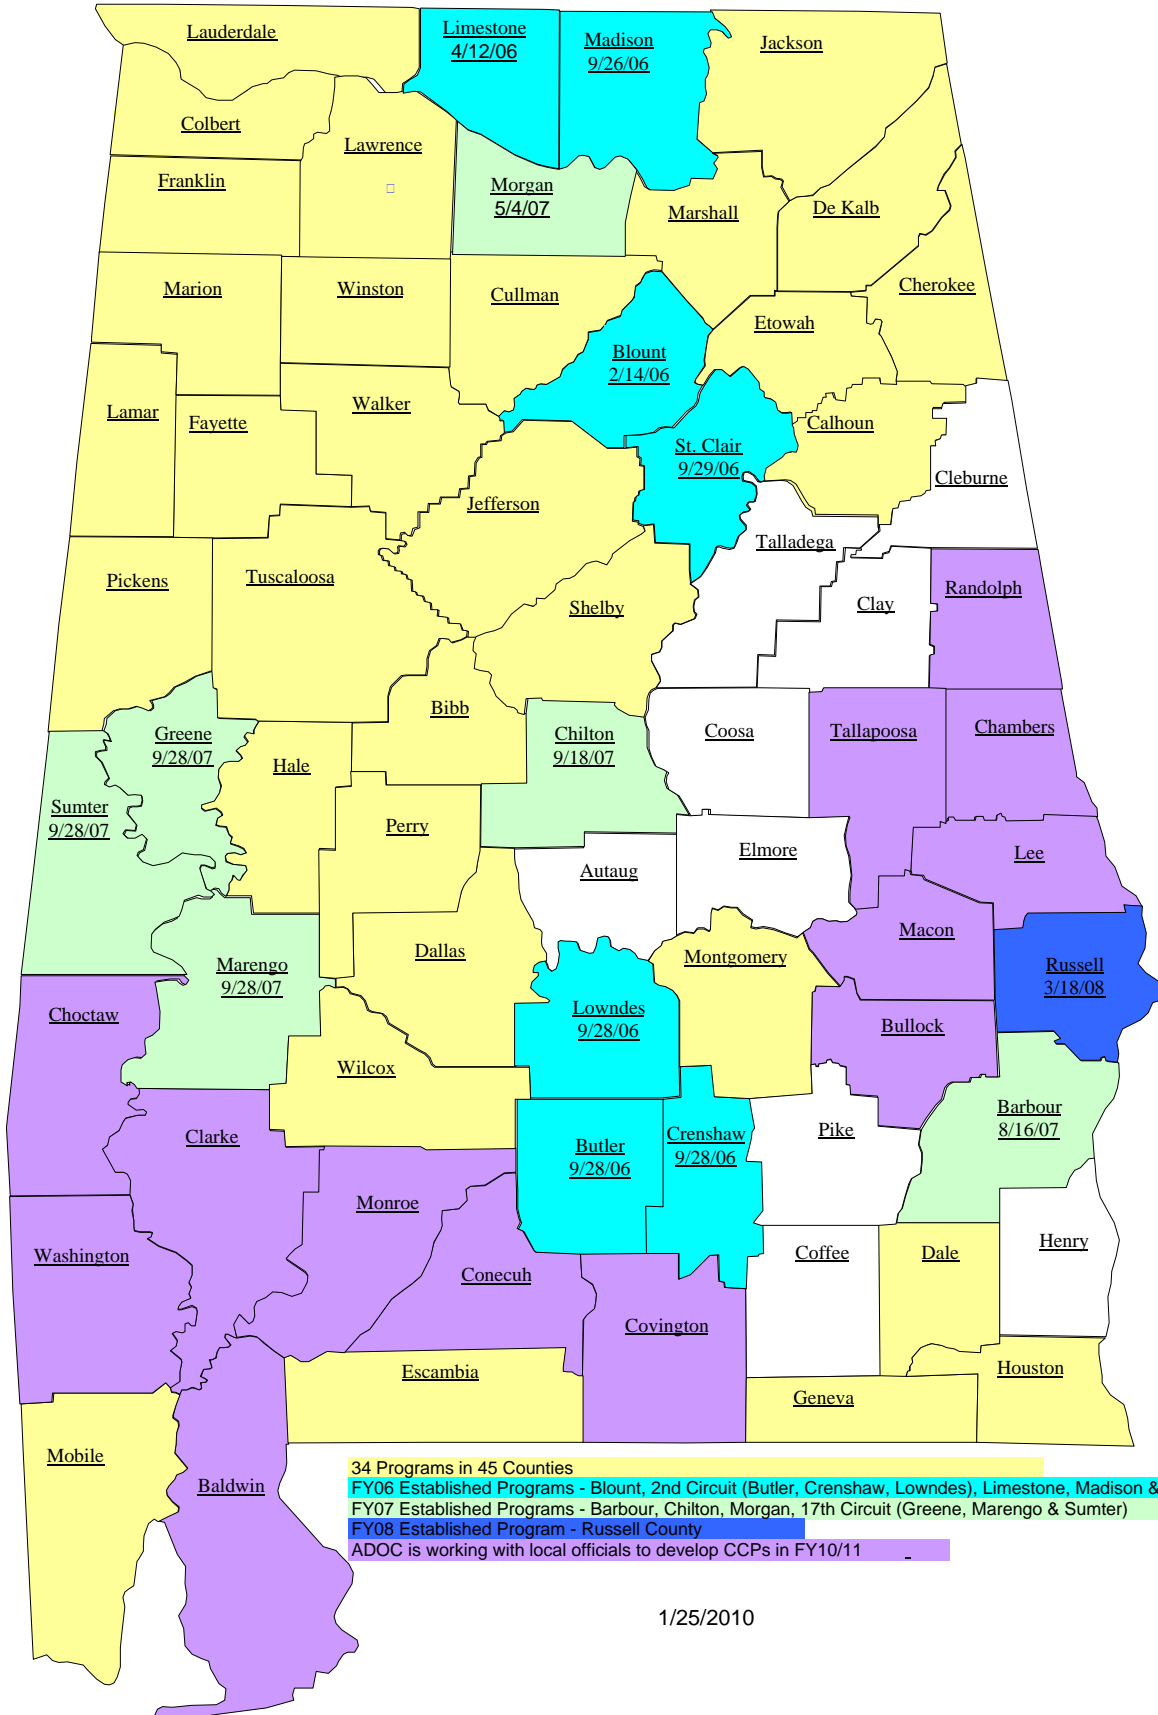 Lauderdale
Limestone
4/12/06
Madison
9/26/06
Jackson
Colbert
Lawrence
Franklin
Morgan
5/4/07
Marshall
De Kalb
Marion
Winston
Cullman
Cherokee
Etowah
Blount
2/14/06
Lamar
Fayette
Walker
Calhoun
St. Clair
9/29/06
Cleburne
Jefferson
Talladega
Pickens
Tuscaloosa
Shelby
Clay
Randolph
Bibb
Greene
9/28/07
Hale
Chilton
9/18/07
Coosa
Tallapoosa
Chambers
Sumter
9/28/07
Perry
Autaug
Elmore
Lee
Dallas
Macon
Marengo
9/28/07
Montgomery
Russell
3/18/08
Choctaw
Lowndes
9/28/06
Bullock
Wilcox
Clarke
Butler
9/28/06
Crenshaw
9/28/06
Pike
Barbour
8/16/07
Monroe
Washington
Conecuh
Coffee
Dale
Henry
Covington
Escambia
Geneva
Houston
Mobile
Baldwin
34 Programs in 45 Counties
FY06 Established Programs - Blount, 2nd Circuit (Butler, Crenshaw, Lowndes), Limestone, Madison &
FY07 Established Programs - Barbour, Chilton, Morgan, 17th Circuit (Greene, Marengo & Sumter)
FY08 Established Program - Russell County
ADOC is working with local officials to develop CCPs in FY10/11 _
1/25/2010